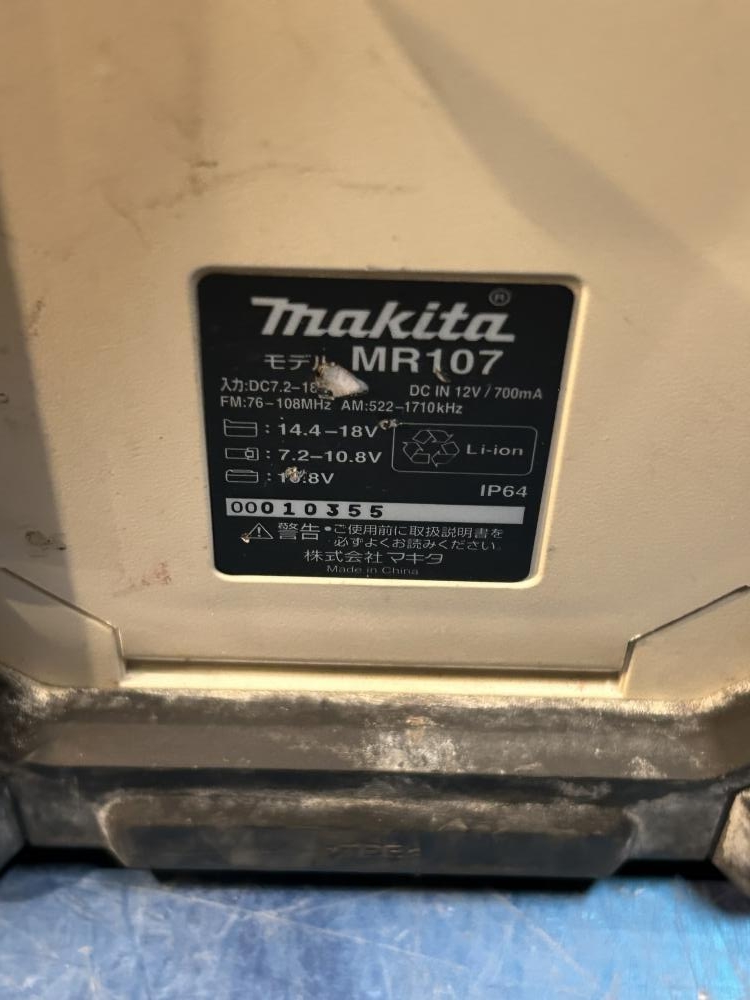 makita®
モデル MR107
入力:DC7.2-18 DC IN 12V/700mA
FM:76-108MHz AM:522-1710kHz
: 14.4-18V
: 7.2-10.8V
Li-ion
: 10.8V
IP64
00010355
⚠警告 •ご使用前に取扱説明書を
必ずよくお読みください。
株式会社マキタ
Made in China